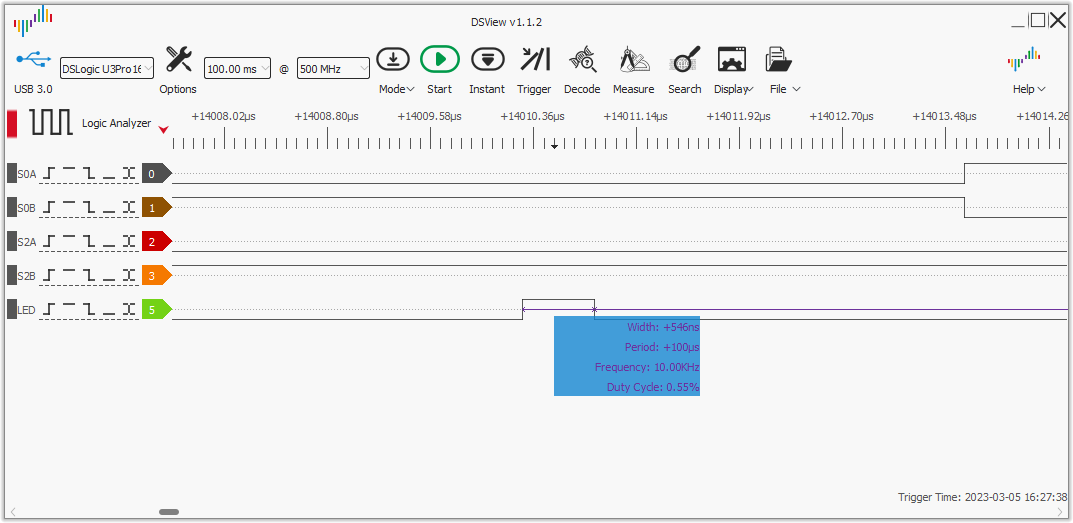 DSView v1.1.2
USB 3.0
DSLogic U3Pro16
Options
100.00 ms @ 500 MHz
Mode Start Instant Trigger Decode Measure Search Display File Help
Logic Analyzer
+14008.02µs +14008.80µs +14009.58µs +14010.36µs +14011.14µs +14011.92µs +14012.70µs +14013.48µs +14014.26
S0A 0
S0B 1
S2A 2
S2B 3
LED 5
Width: +546ns
Period: +100µs
Frequency: 10.00KHz
Duty Cycle: 0.55%
Trigger Time: 2023-03-05 16:27:38